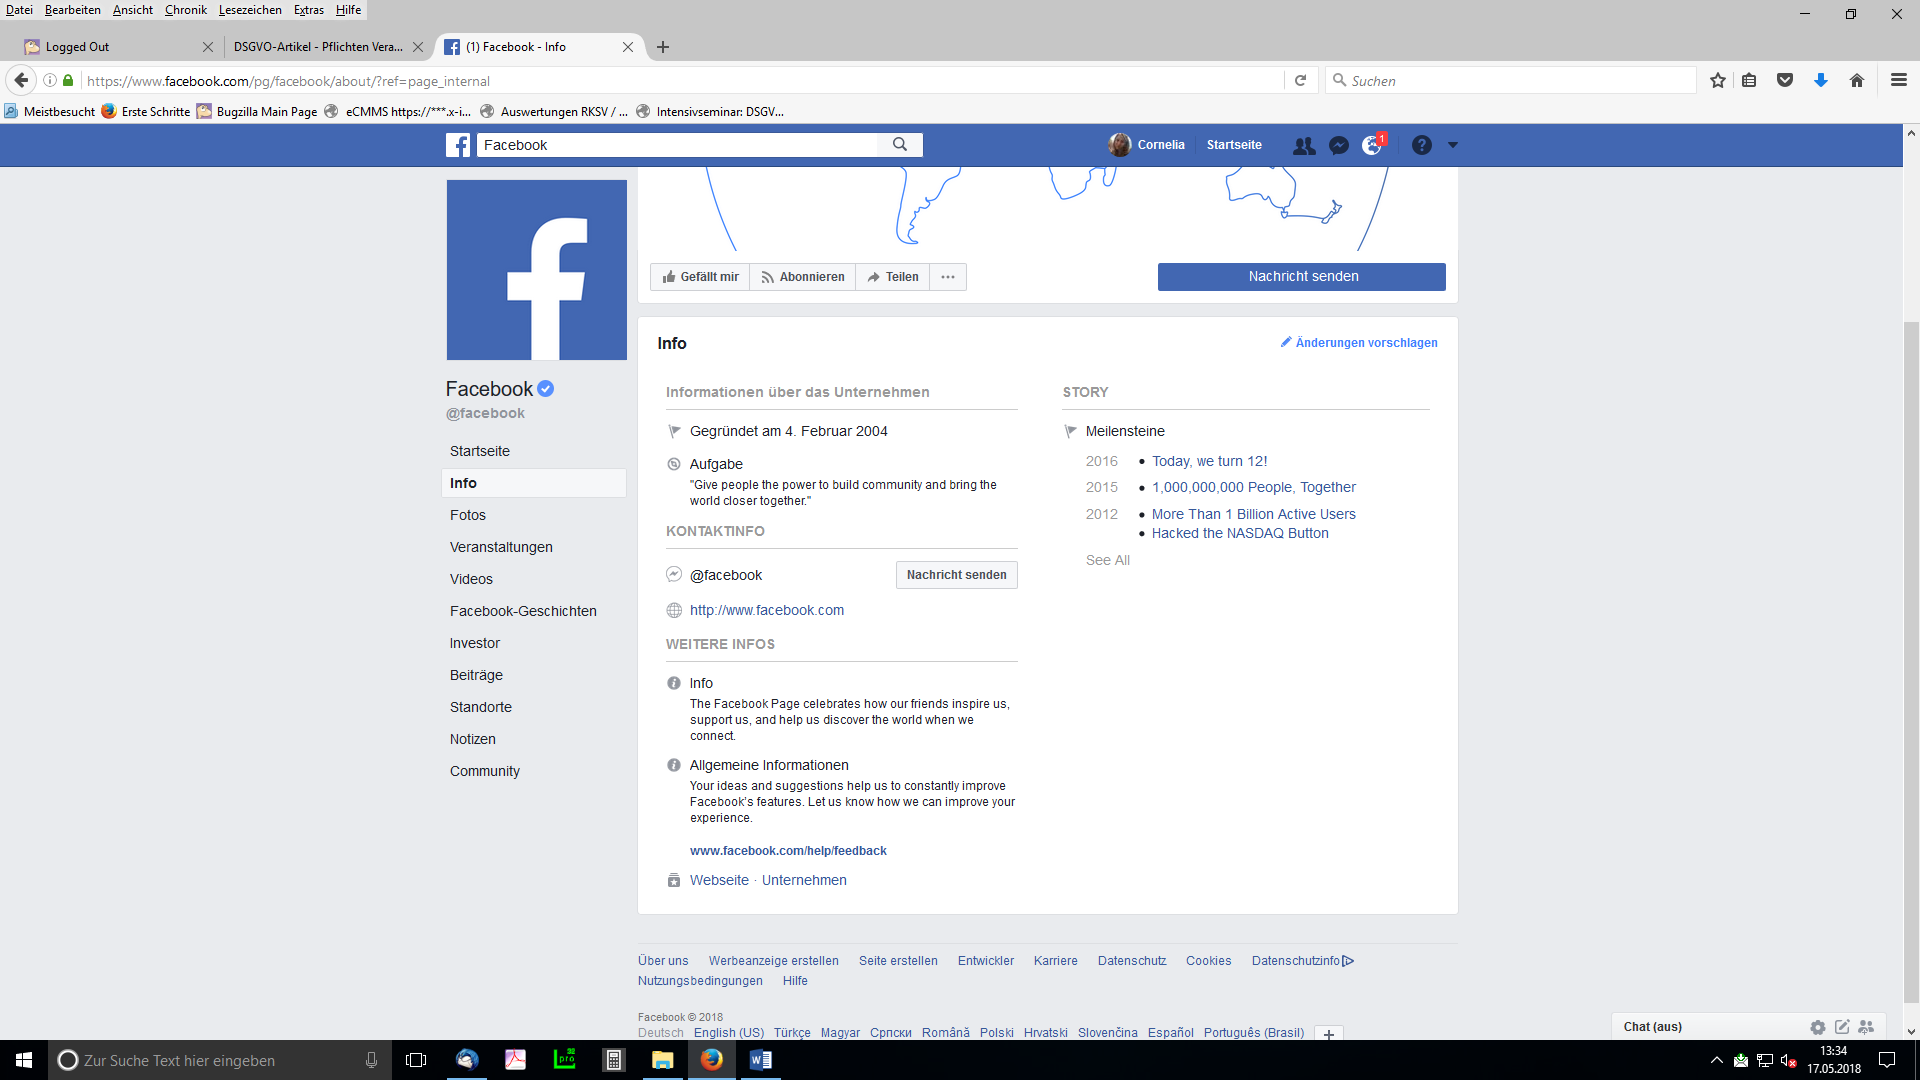 Datei Bearbeiten Ansicht Chronik Lesezeichen Extras Hilfe
Logged Out
DSGVO-Artikel - Pflichten Vera...
(1) Facebook - Info
https://www.facebook.com/pg/facebook/about/?ref=page_internal
Suchen
Meistbesucht Erste Schritte Bugzilla Main Page eCMMS https://***.x-i... Auswertungen RKSV / ... Intensivseminar: DSGV...
Facebook
Cornelia Startseite 1
Gefällt mir Abonnieren Teilen ...
Nachricht senden
Facebook
@facebook
Startseite
Info
Fotos
Veranstaltungen
Videos
Facebook-Geschichten
Investor
Beiträge
Standorte
Notizen
Community
Info
Änderungen vorschlagen
Informationen über das Unternehmen
Gegründet am 4. Februar 2004
Aufgabe
"Give people the power to build community and bring the
world closer together."
KONTAKTINFO
@facebook
Nachricht senden
http://www.facebook.com
WEITERE INFOS
Info
The Facebook Page celebrates how our friends inspire us,
support us, and help us discover the world when we
connect.
Allgemeine Informationen
Your ideas and suggestions help us to constantly improve
Facebook's features. Let us know how we can improve your
experience.
www.facebook.com/help/feedback
Webseite · Unternehmen
STORY
Meilensteine
2016 • Today, we turn 12!
2015 • 1,000,000,000 People, Together
2012 • More Than 1 Billion Active Users
• Hacked the NASDAQ Button
See All
Über uns Werbeanzeige erstellen Seite erstellen Entwickler Karriere Datenschutz Cookies Datenschutzinfo
Nutzungsbedingungen Hilfe
Facebook © 2018
Deutsch English (US) Türkçe Magyar Српски Română Polski Hrvatski Slovenčina Español Português (Brasil)
Chat (aus)
Zur Suche Text hier eingeben
38
pro
13:34
17.05.2018